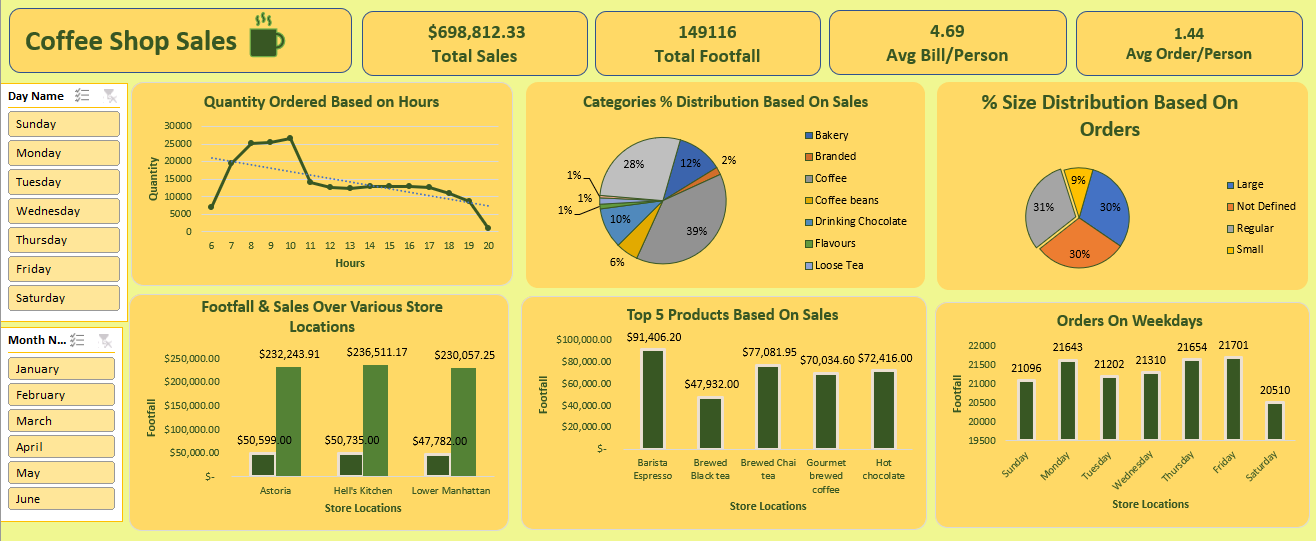 Coffee Shop Sales
$698,812.33
Total Sales
149116
Total Footfall
4.69
Avg Bill/Person
1.44
Avg Order/Person
Day Name
Sunday
Monday
Tuesday
Wednesday
Thursday
Friday
Saturday
Month N...
January
February
March
April
May
June
Quantity Ordered Based on Hours
Quantity
30000
25000
20000
15000
10000
5000
0
6 7 8 9 10 11 12 13 14 15 16 17 18 19 20
Hours
Categories % Distribution Based On Sales
12%
2%
39%
6%
10%
1%
1%
1%
28%
Bakery
Branded
Coffee
Coffee beans
Drinking Chocolate
Flavours
Loose Tea
% Size Distribution Based On
Orders
9%
30%
30%
31%
Large
Not Defined
Regular
Small
Footfall & Sales Over Various Store
Locations
Footfall
$250,000.00
$200,000.00
$150,000.00
$100,000.00
$50,000.00
$-
$232,243.91
$236,511.17
$230,057.25
$50,599.00
$50,735.00
$47,782.00
Astoria
Hell's Kitchen
Lower Manhattan
Store Locations
Top 5 Products Based On Sales
Footfall
$100,000.00
$80,000.00
$60,000.00
$40,000.00
$20,000.00
$-
$91,406.20
$47,932.00
$77,081.95
$70,034.60
$72,416.00
Barista
Espresso
Brewed
Black tea
Brewed Chai
tea
Gourmet
brewed
coffee
Hot
chocolate
Store Locations
Orders On Weekdays
Footfall
22000
21500
21000
20500
20000
19500
21096
21643
21202
21310
21654
21701
20510
Sunday
Monday
Tuesday
Wednesday
Thursday
Friday
Saturday
Store Locations